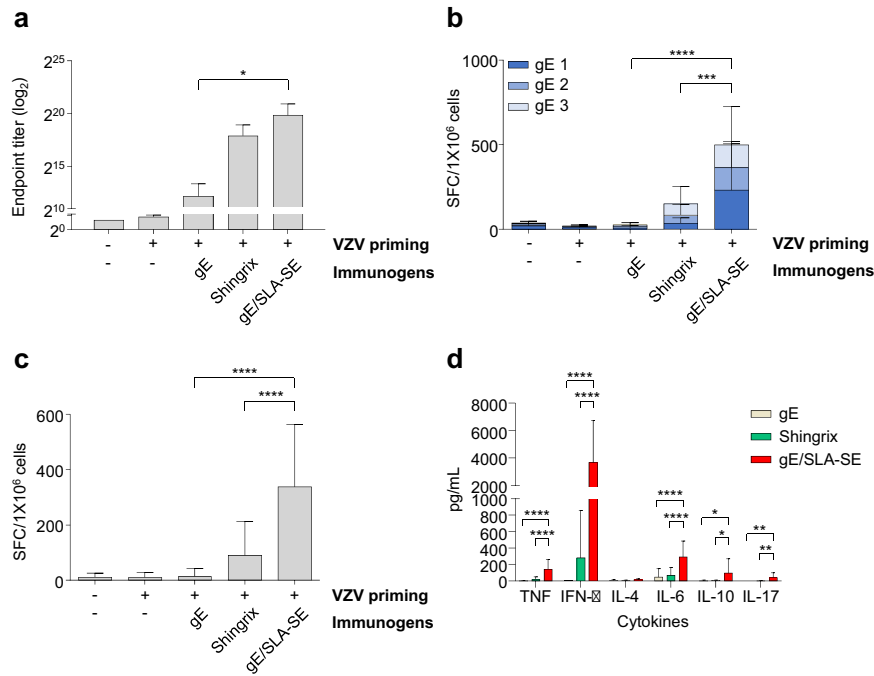 a
Endpoint titer (log2)
2^25
2^20
2^15
2^10
2^0
*
- + + + + VZV priming
- - gE Shingrix gE/SLA-SE Immunogens
b
SFC/1X10^6 cells
1000
500
0
gE 1
gE 2
gE 3
****
***
- + + + + VZV priming
- - gE Shingrix gE/SLA-SE Immunogens
c
SFC/1X10^6 cells
600
400
200
0
****
****
- + + + + VZV priming
- - gE Shingrix gE/SLA-SE Immunogens
d
pg/mL
8000
6000
4000
2000
1000
800
600
400
200
0
**** ****
**** ****
**** ****
* *
** **
gE
Shingrix
gE/SLA-SE
TNF IFN-☒ IL-4 IL-6 IL-10 IL-17
Cytokines